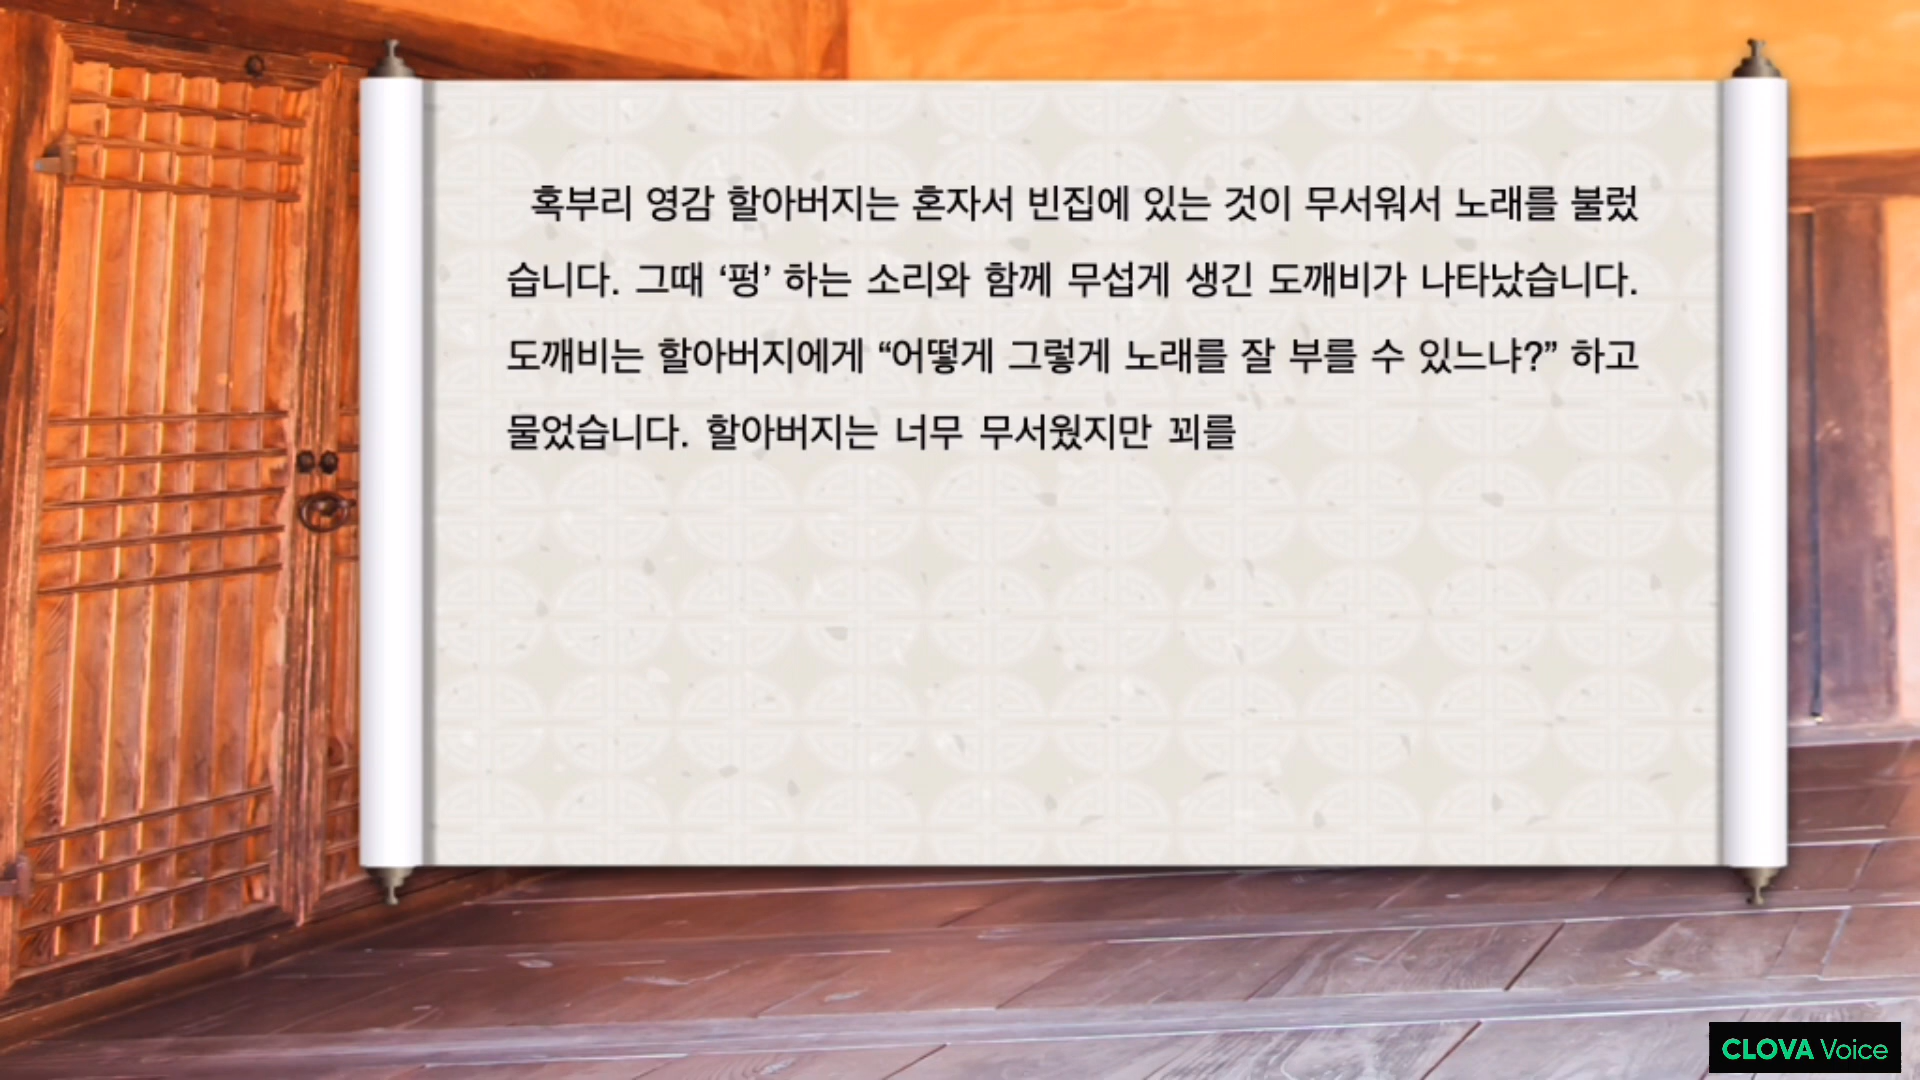 혹부리 영감 할아버지는 혼자서 빈집에 있는 것이 무서워서 노래를 불렀
습니다. 그때 ‘펑’ 하는 소리와 함께 무섭게 생긴 도깨비가 나타났습니다.
도깨비는 할아버지에게 “어떻게 그렇게 노래를 잘 부를 수 있느냐?” 하고
물었습니다. 할아버지는 너무 무서웠지만 꾀를
CLOVA Voice